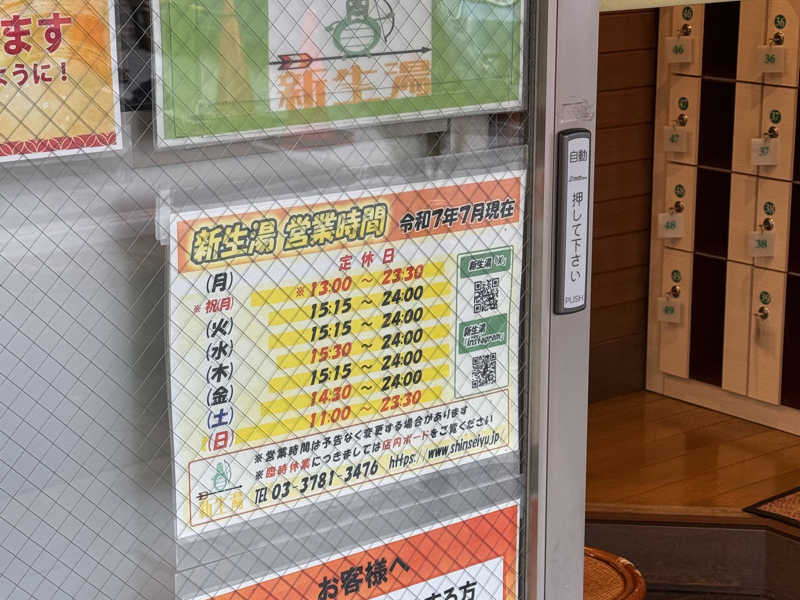 ます
ように！
新生湯
新生湯 営業時間 令和7年7月現在
(月) 定休日
※祝月 ※13:00 ～ 23:30
(火) 15:15 ～ 24:00
(水) 15:15 ～ 24:00
(木) 15:30 ～ 24:00
(金) 15:15 ～ 24:00
(土) 14:30 ～ 24:00
(日) 11:00 ～ 23:30
新生湯「X」
新生湯
「Instagram」
※営業時間は予告なく変更する場合があります
※臨時休業につきましては店内ボードをご覧ください
新生湯
TEL 03-3781-3476 https://www.shinseiyu.jp
お客様へ
する方
自動
押して下さい
PUSH
46
36
47
37
48
38
49
39